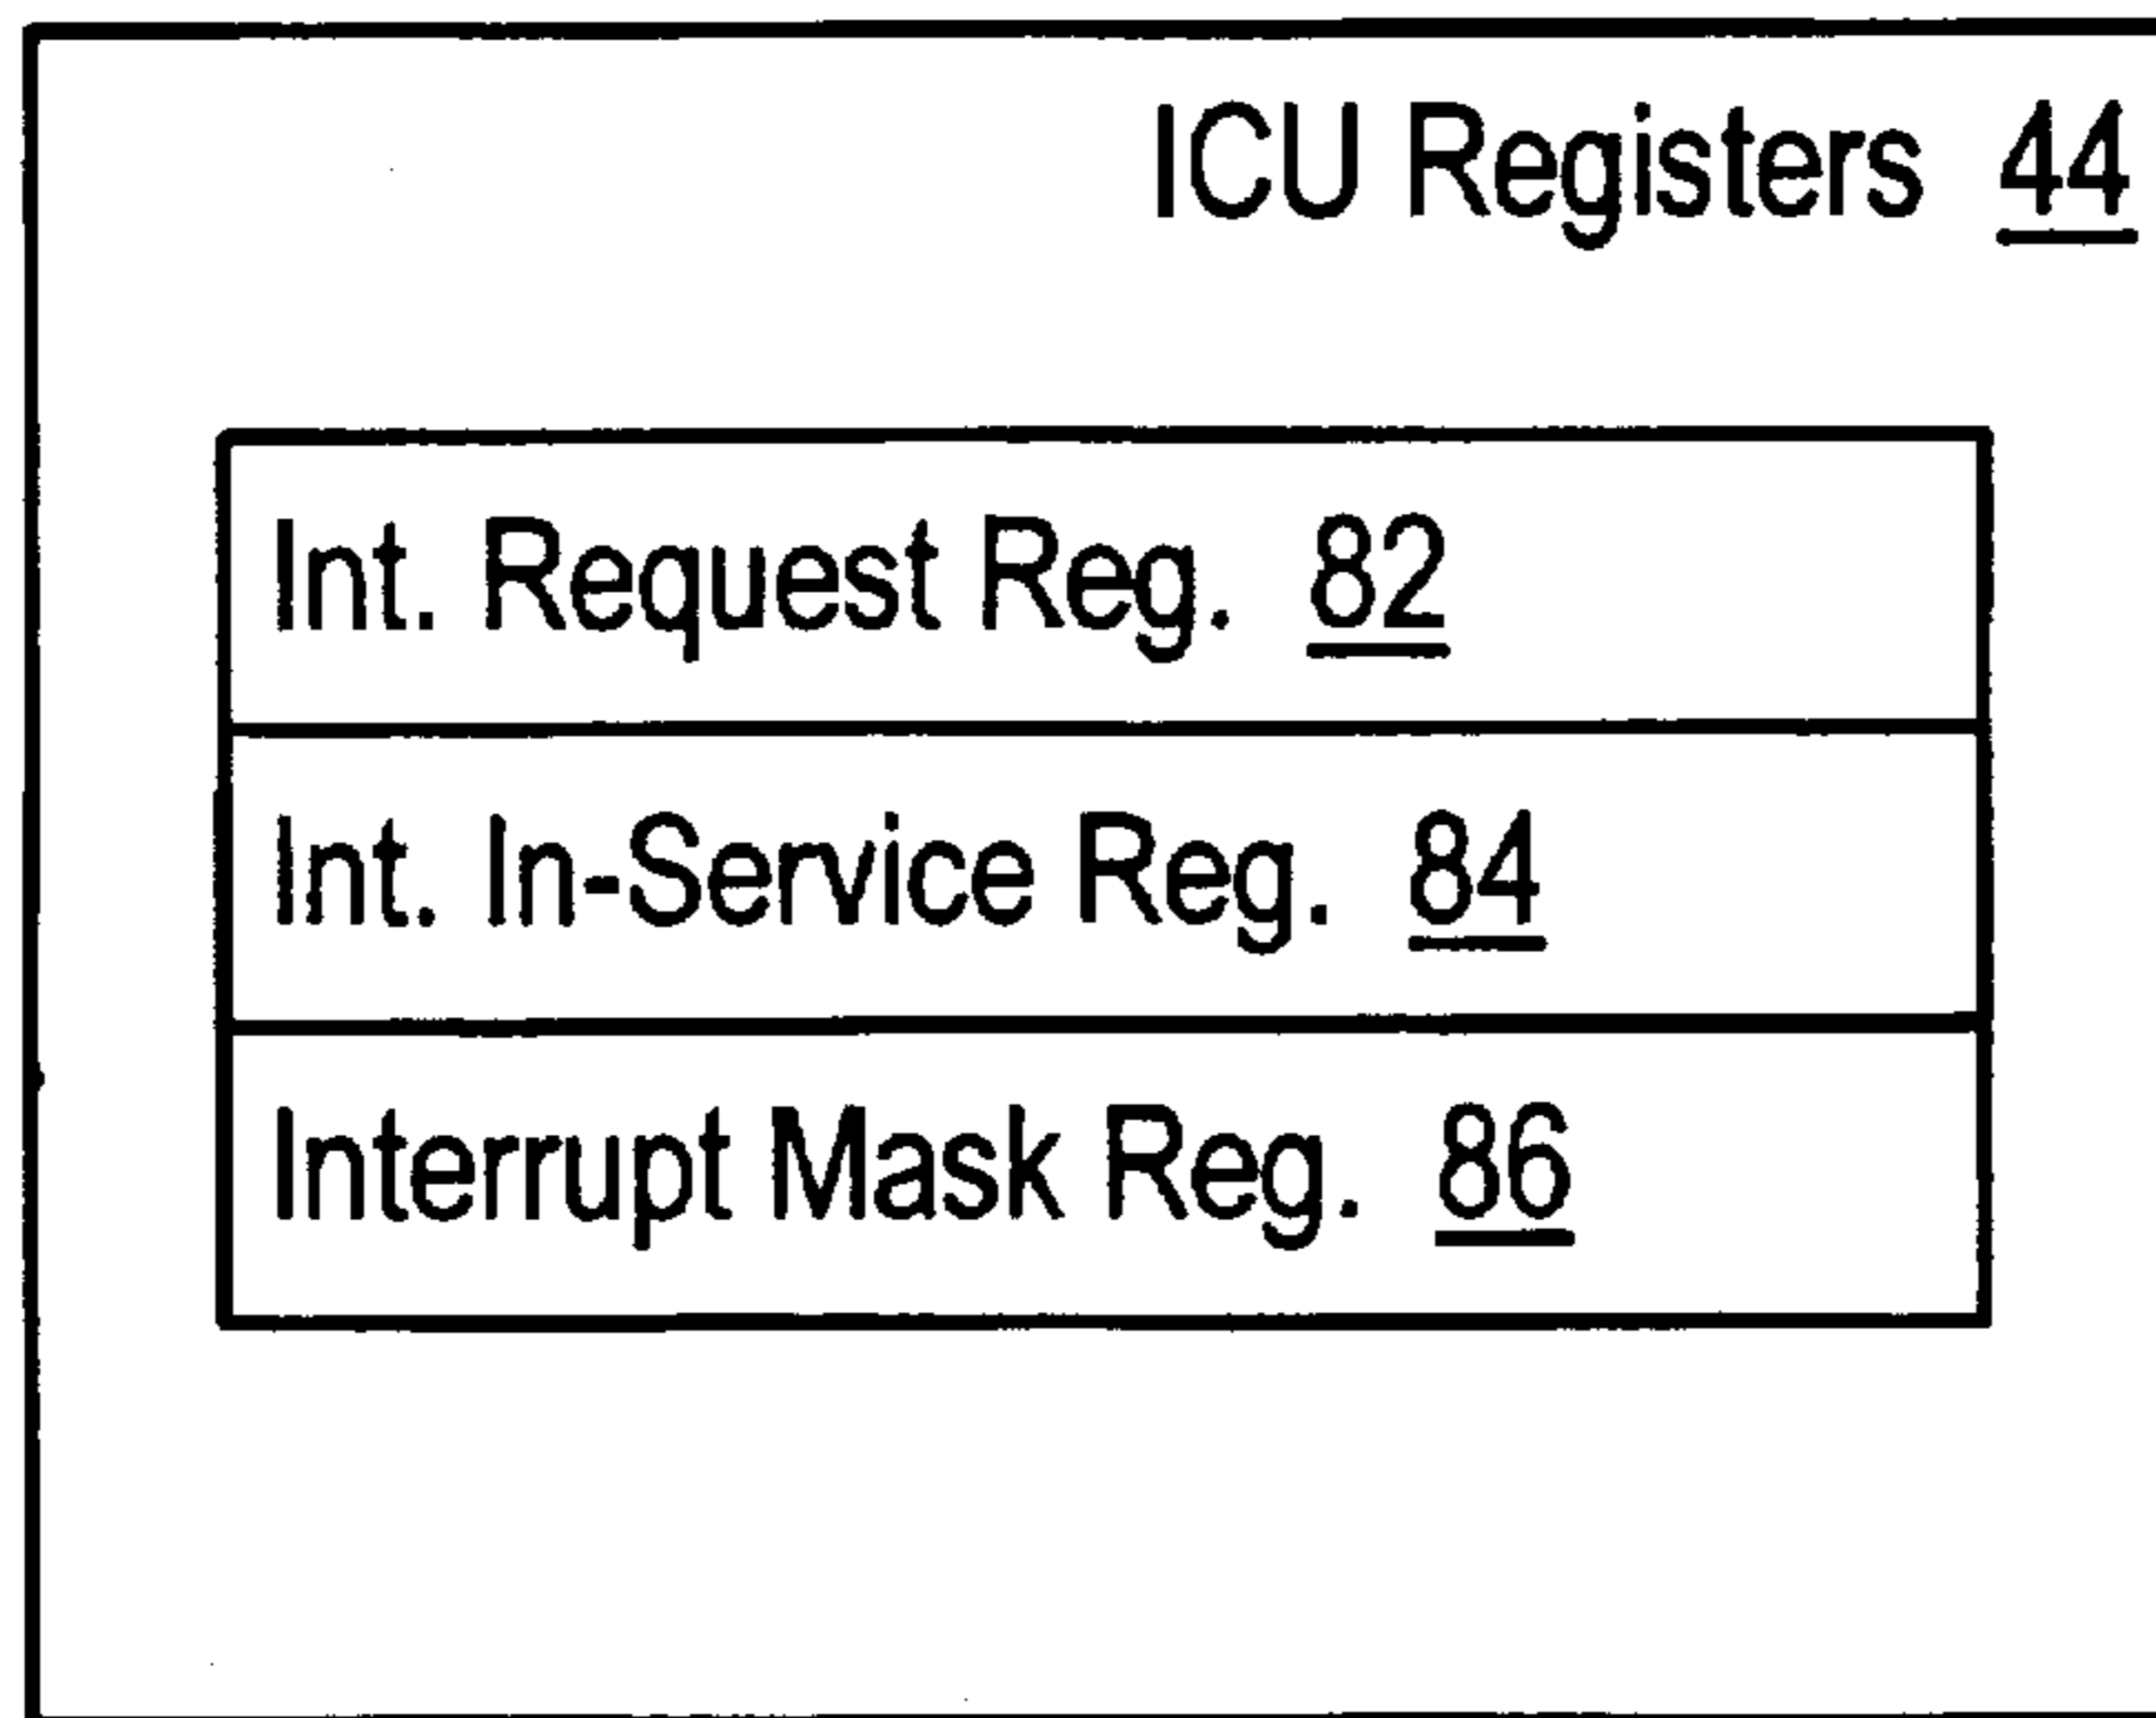 ICU Registers 44
Int. Request Reg. 82
Int. In-Service Reg. 84
Interrupt Mask Reg. 86